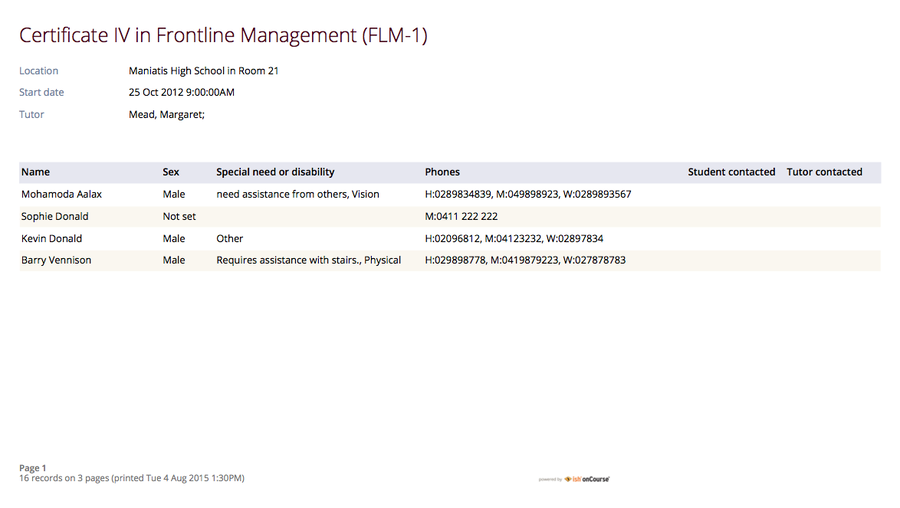 Certificate IV in Frontline Management (FLM-1)
Location Maniatis High School in Room 21
Start date 25 Oct 2012 9:00:00AM
Tutor Mead, Margaret;
Name Sex Special need or disability Phones Student contacted Tutor contacted
Mohamoda Aalax Male need assistance from others, Vision H:0289834839, M:049898923, W:0289893567
Sophie Donald Not set M:0411 222 222
Kevin Donald Male Other H:02096812, M:04123232, W:02897834
Barry Vennison Male Requires assistance with stairs., Physical H:029898778, M:0419879223, W:027878783
Page 1
16 records on 3 pages (printed Tue 4 Aug 2015 1:30PM)
powered by ish onCourse